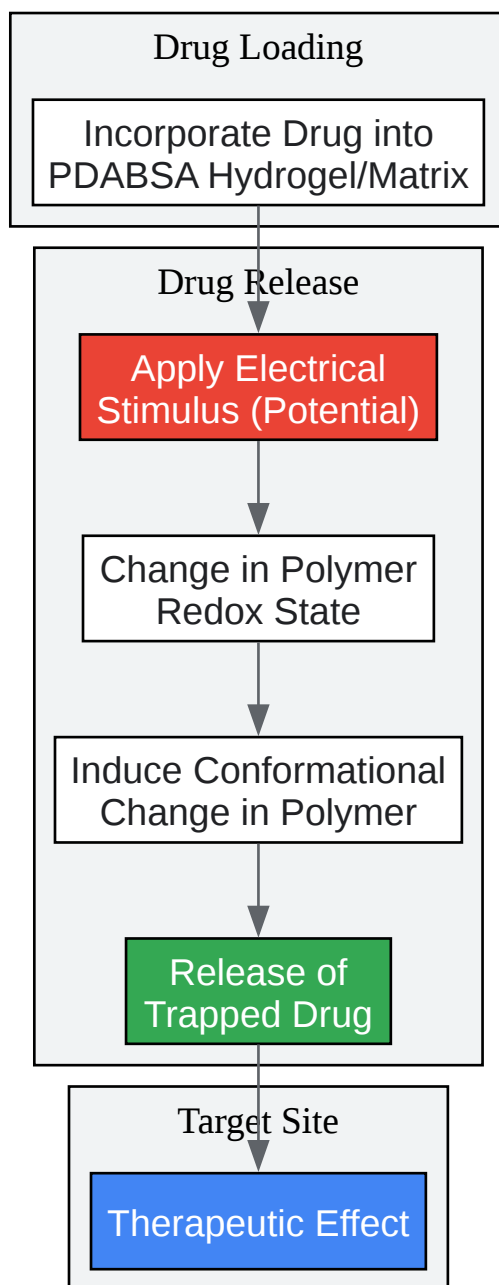 Drug Loading
Incorporate Drug into
PDABSA Hydrogel/Matrix
Drug Release
Apply Electrical
Stimulus (Potential)
Change in Polymer
Redox State
Induce Conformational
Change in Polymer
Release of
Trapped Drug
Target Site
Therapeutic Effect